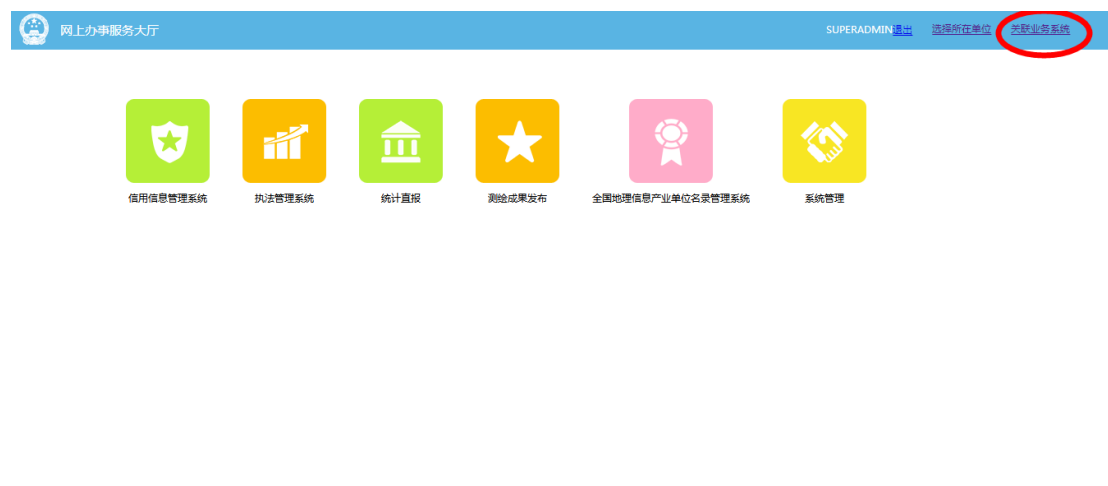 网上办事服务大厅
SUPERADMIN退出 选择所在单位 关联业务系统
信用信息管理系统 执法管理系统 统计直报 测绘成果发布 全国地理信息产业单位名录管理系统 系统管理